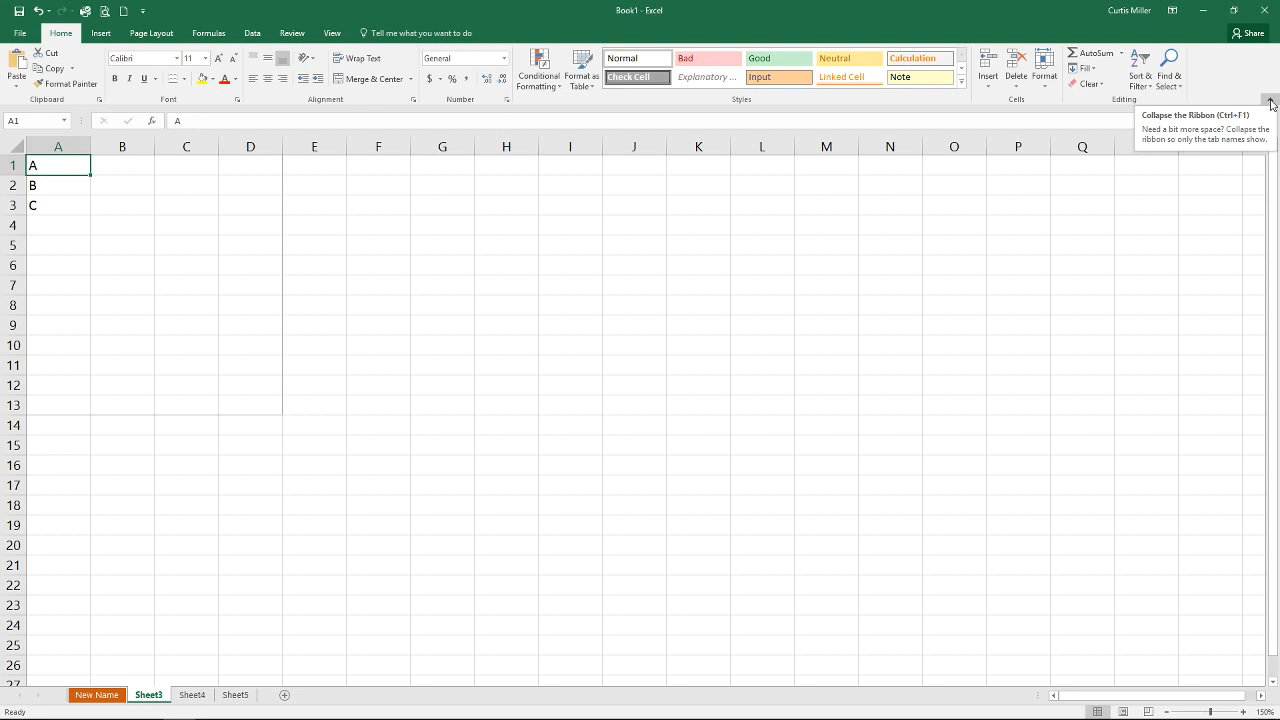 Book1 - Excel
Curtis Miller
File Home Insert Page Layout Formulas Data Review View Tell me what you want to do
Share
Paste
Cut
Copy
Format Painter
Clipboard
Calibri 11
B I U
Font
Wrap Text
Merge & Center
Alignment
General
$ % ,
Number
Conditional Formatting
Format as Table
Normal Bad Good Neutral Calculation
Check Cell Explanatory ... Input Linked Cell Note
Styles
Insert Delete Format
Cells
AutoSum
Fill
Clear
Sort & Filter
Find & Select
Editing
A1 fx A
Collapse the Ribbon (Ctrl+F1)
Need a bit more space? Collapse the
ribbon so only the tab names show.
A B C D E F G H I J K L M N O P Q
1 A
2 B
3 C
4
5
6
7
8
9
10
11
12
13
14
15
16
17
18
19
20
21
22
23
24
25
26
27
New Name Sheet3 Sheet4 Sheet5
Ready
150%